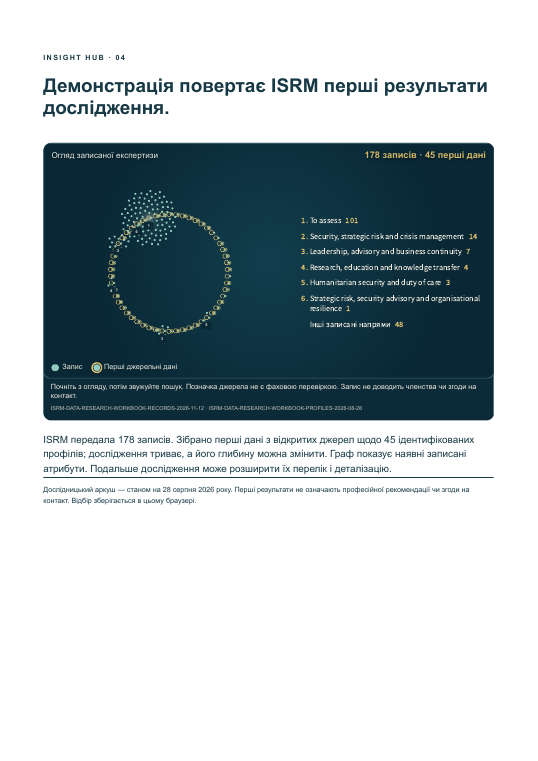 INSIGHT HUB · 04
Демонстрація повертає ISRM перші результати
дослідження.
Огляд записаної експертизи
178 записів · 45 перші дані
1. To assess 101
2. Security, strategic risk and crisis management 14
3. Leadership, advisory and business continuity 7
4. Research, education and knowledge transfer 4
5. Humanitarian security and duty of care 3
6. Strategic risk, security advisory and organisational
resilience 1
Інші записані напрями 48
Запис
Перші джерельні дані
Почніть з огляду, потім звужуйте пошук. Позначка джерела не є фаховою перевіркою. Запис не доводить членства чи згоди на
контакт.
ISRM-DATA-RESEARCH-WORKBOOK-RECORDS-2026-11-12 · ISRM-DATA-RESEARCH-WORKBOOK-PROFILES-2026-08-28
ISRM передала 178 записів. Зібрано перші дані з відкритих джерел щодо 45 ідентифікованих
профілів; дослідження триває, а його глибину можна змінити. Граф показує наявні записані
атрибути. Подальше дослідження може розширити їх перелік і деталізацію.
Дослідницький аркуш — станом на 28 серпня 2026 року. Перші результати не означають професійної рекомендації чи згоди на
контакт. Відбір зберігається в цьому браузері.